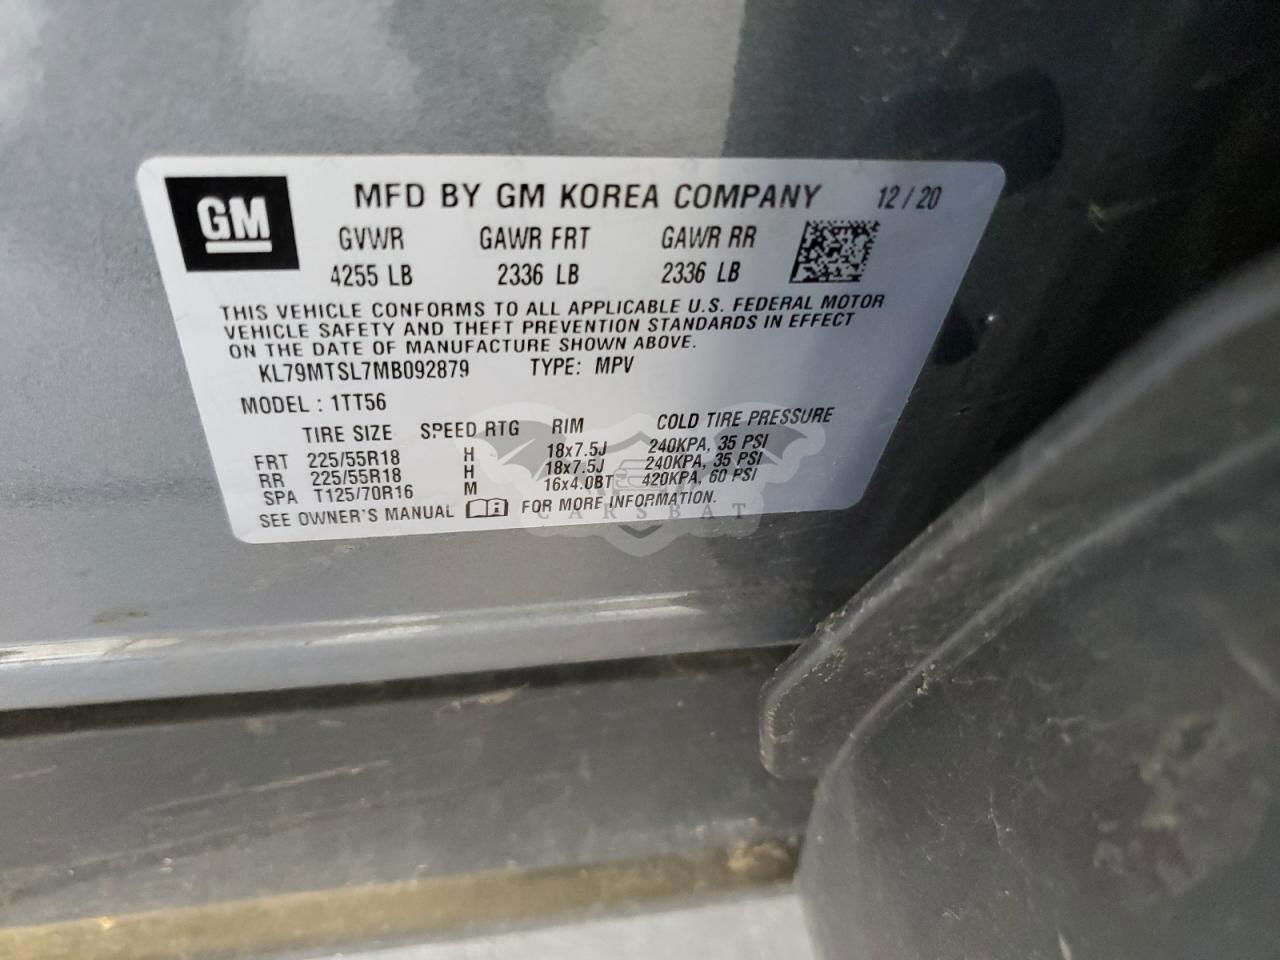 GM MFD BY GM KOREA COMPANY 12/20
GVWR GAWR FRT GAWR RR
4255 LB 2336 LB 2336 LB
THIS VEHICLE CONFORMS TO ALL APPLICABLE U.S. FEDERAL MOTOR
VEHICLE SAFETY AND THEFT PREVENTION STANDARDS IN EFFECT
ON THE DATE OF MANUFACTURE SHOWN ABOVE.
KL79MTSL7MB092879 TYPE: MPV
MODEL : 1TT56
TIRE SIZE SPEED RTG RIM COLD TIRE PRESSURE
FRT 225/55R18 H 18x7.5J 240KPA, 35 PSI
RR 225/55R18 H 18x7.5J 240KPA, 35 PSI
SPA T125/70R16 M 16x4.0BT 420KPA, 60 PSI
SEE OWNER'S MANUAL i FOR MORE INFORMATION.
CARSBAT